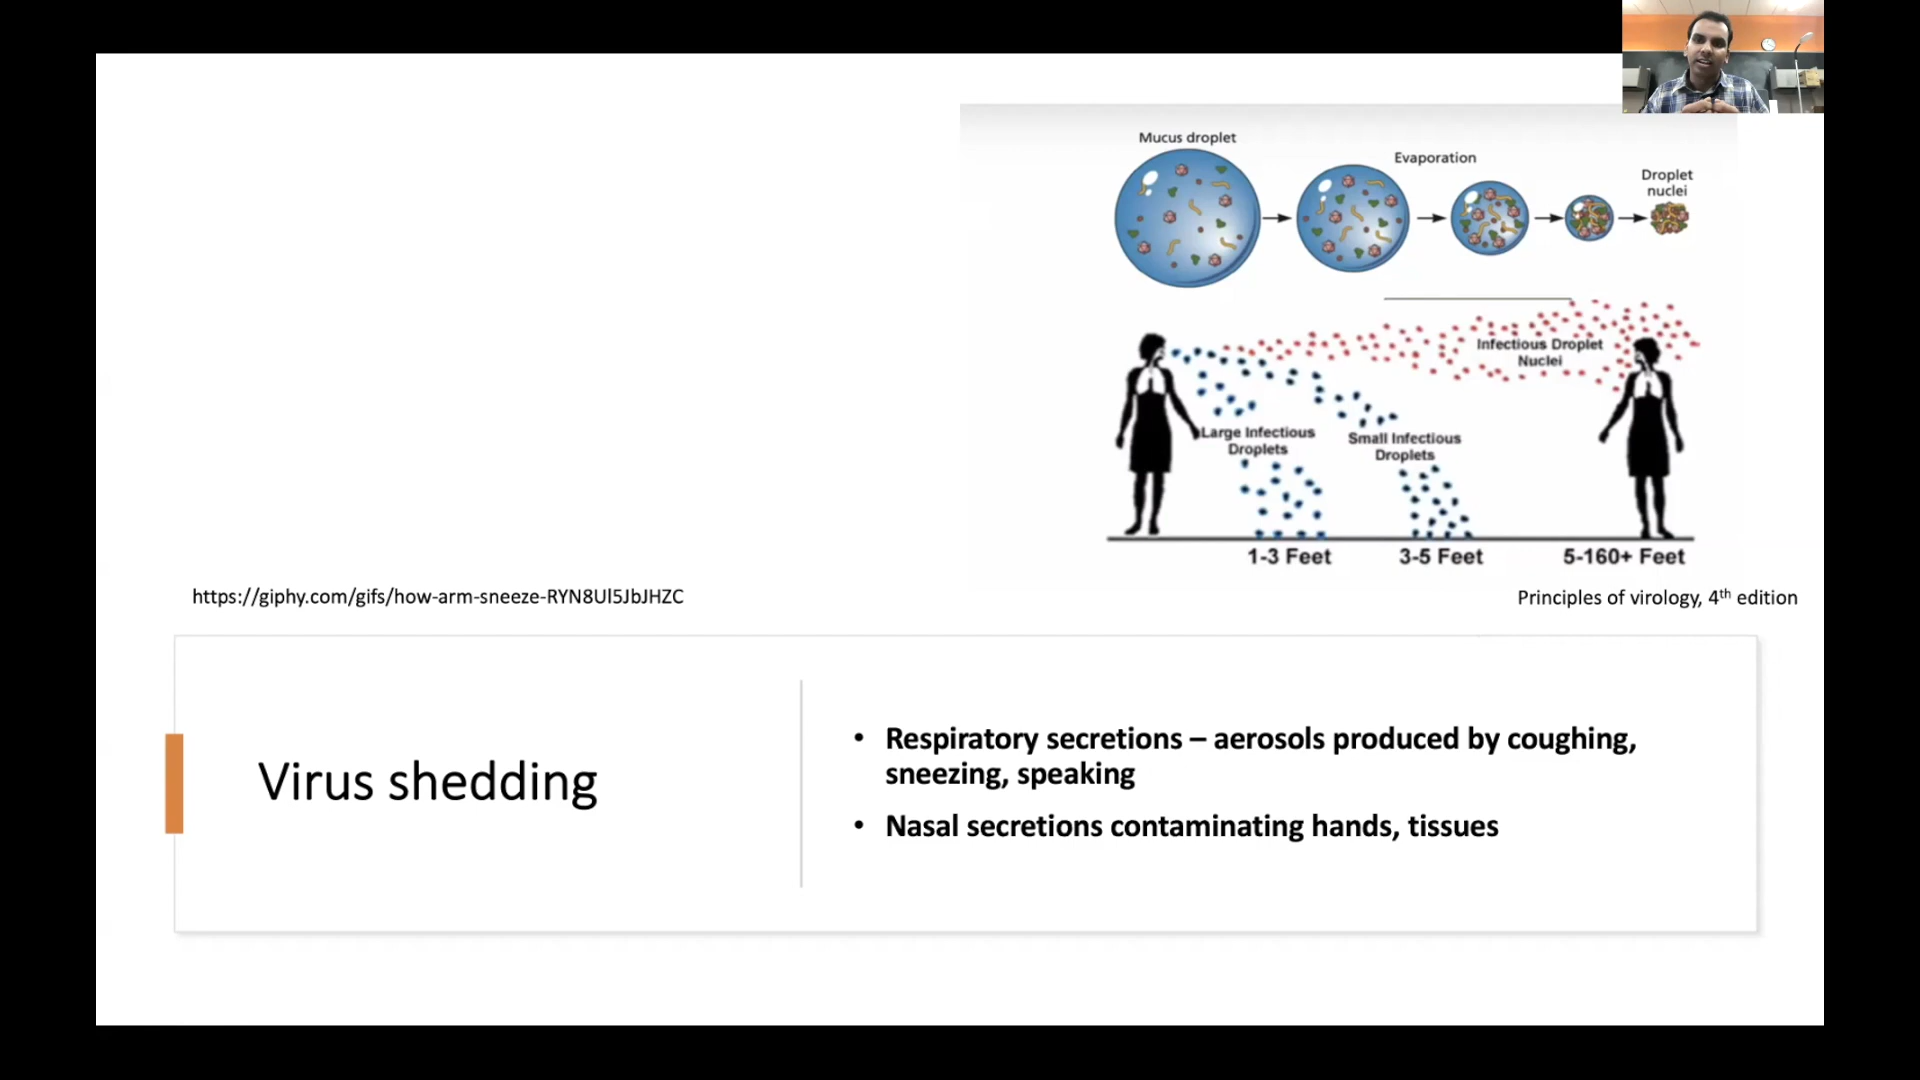 Mucus droplet
Evaporation
Droplet
nuclei
Infectious Droplet
Nuclei
Large Infectious
Droplets
Small Infectious
Droplets
1-3 Feet
3-5 Feet
5-160+ Feet
https://giphy.com/gifs/how-arm-sneeze-RYN8Ul5JbJHZC
Principles of virology, 4th edition
Virus shedding
• Respiratory secretions – aerosols produced by coughing,
sneezing, speaking
• Nasal secretions contaminating hands, tissues